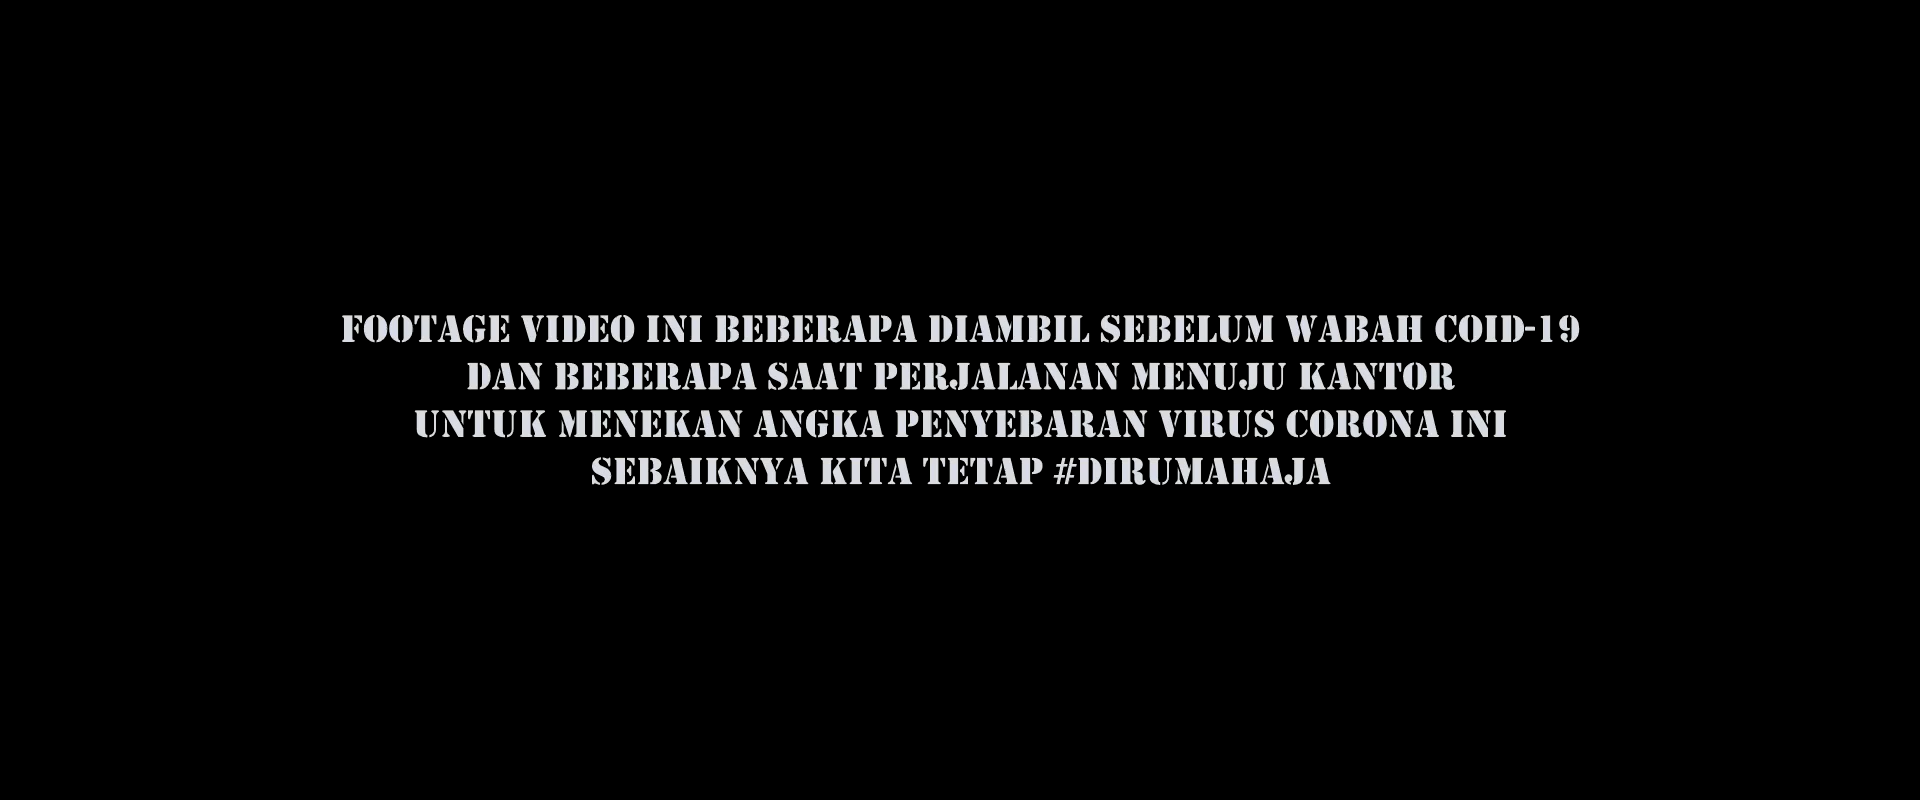 FOOTAGE VIDEO INI BEBERAPA DIAMBIL SEBELUM WABAH COID-19
DAN BEBERAPA SAAT PERJALANAN MENUJU KANTOR
UNTUK MENEKAN ANGKA PENYEBARAN VIRUS CORONA INI
SEBAIKNYA KITA TETAP #DIRUMAHAJA